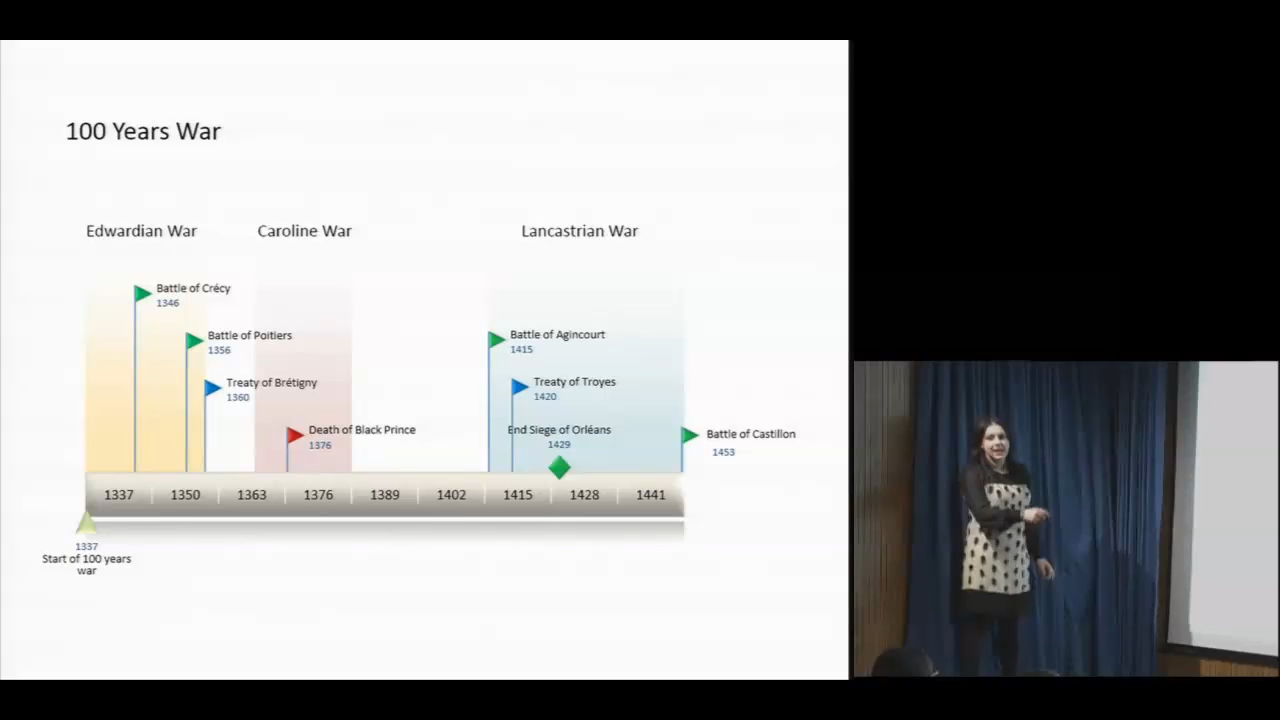 100 Years War
Edwardian War
Caroline War
Lancastrian War
Battle of Crécy
1346
Battle of Poitiers
1356
Treaty of Brétigny
1360
Death of Black Prince
1376
Battle of Agincourt
1415
Treaty of Troyes
1420
End Siege of Orléans
1429
Battle of Castillon
1453
1337 1350 1363 1376 1389 1402 1415 1428 1441
1337
Start of 100 years
war